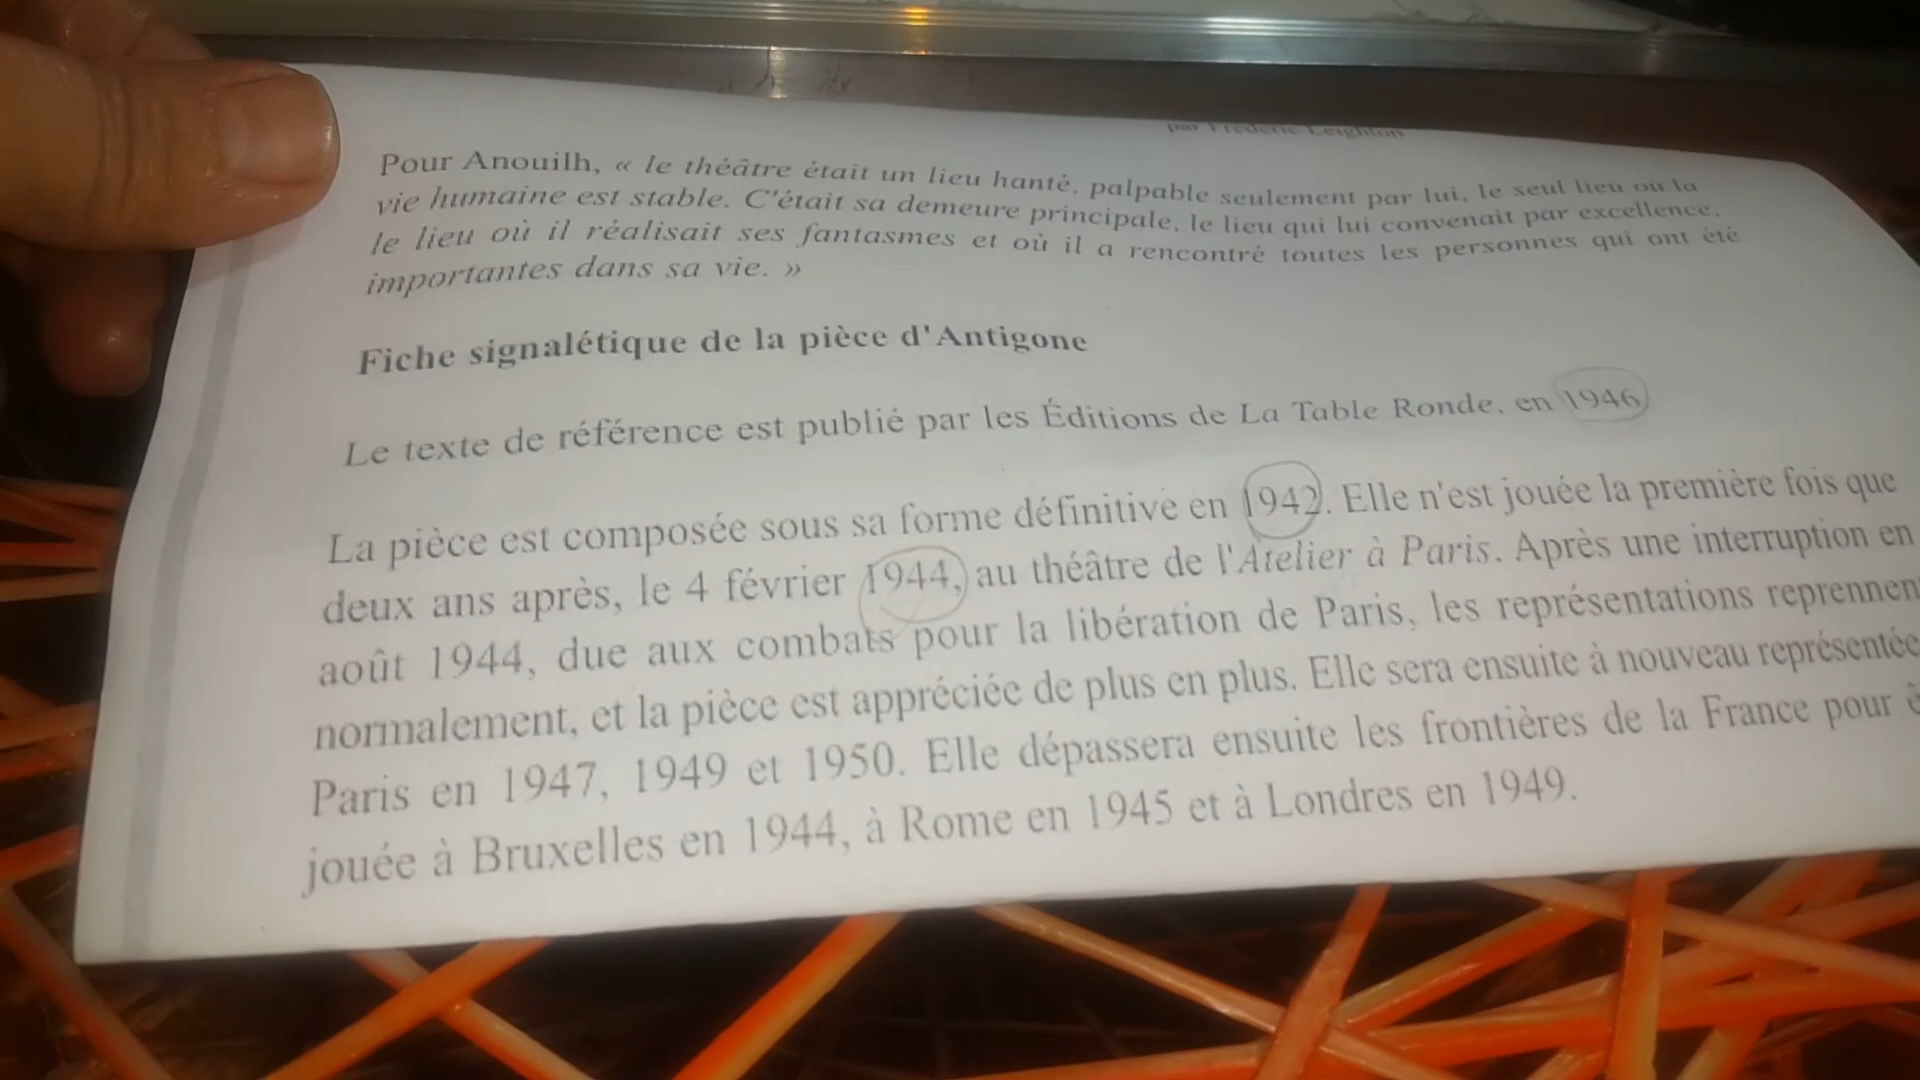 par Frederic Leighton
Pour Anouilh, « le théâtre était un lieu hanté, palpable seulement par lui, le seul lieu où la
vie humaine est stable. C'était sa demeure principale, le lieu qui lui convenait par excellence,
le lieu où il réalisait ses fantasmes et où il a rencontré toutes les personnes qui ont été
importantes dans sa vie. »
Fiche signalétique de la pièce d'Antigone
Le texte de référence est publié par les Éditions de La Table Ronde, en 1946
La pièce est composée sous sa forme définitive en 1942. Elle n'est jouée la première fois que
deux ans après, le 4 février 1944, au théâtre de l'Atelier à Paris. Après une interruption en
août 1944, due aux combats pour la libération de Paris, les représentations reprennent
normalement, et la pièce est appréciée de plus en plus. Elle sera ensuite à nouveau représentée
Paris en 1947, 1949 et 1950. Elle dépassera ensuite les frontières de la France pour ê
jouée à Bruxelles en 1944, à Rome en 1945 et à Londres en 1949.